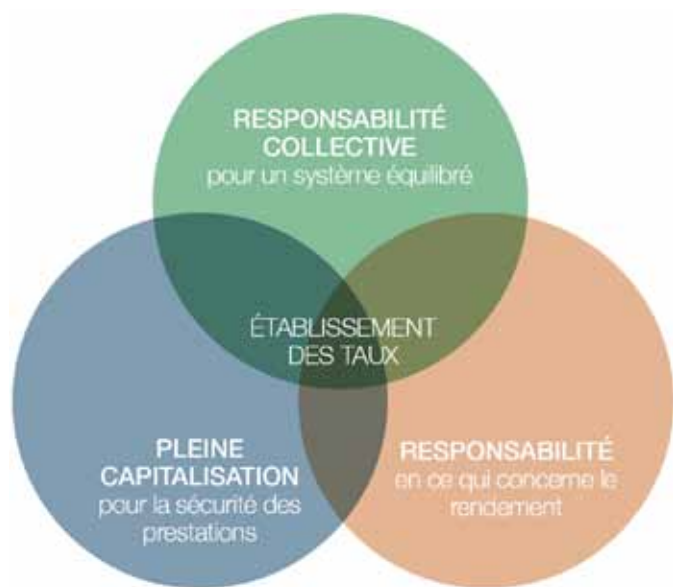 RESPONSABILITÉ
COLLECTIVE
pour un système équilibré
ÉTABLISSEMENT
DES TAUX
PLEINE
CAPITALISATION
pour la sécurité des
prestations
RESPONSABILITÉ
en ce qui concerne le
rendement